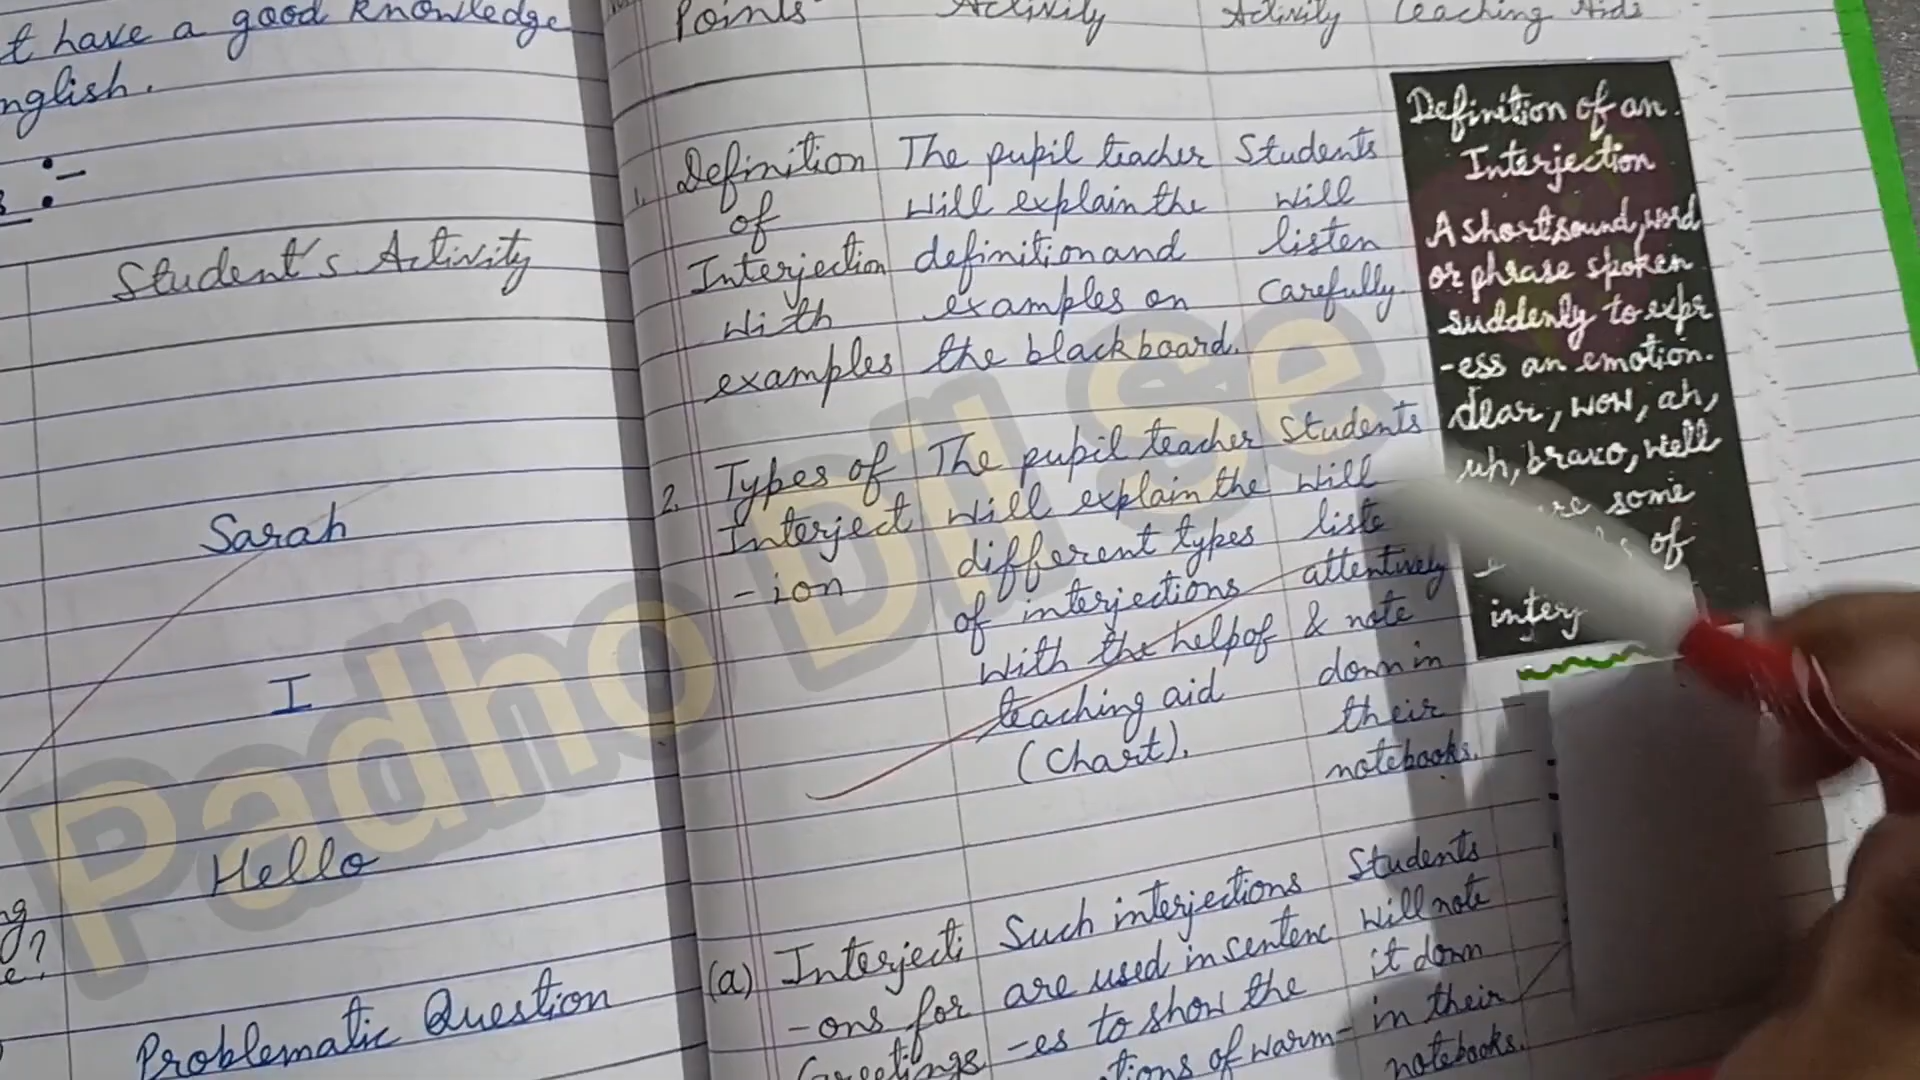 t have a good knowledge
nglish.
:-
Student's Activity
Sarah
I
Hello
Problematic Question
Points
Activity
Activity
Teaching Aids
1. Definition
of
Interjection
with
examples
The pupil teacher
will explain the
definition and
examples on
the blackboard.
Students
will
listen
carefully.
Definition of an
Interjection
A short sound, word
or phrase spoken
suddenly to expr
-ess an emotion.
dear, wow, ah,
uh, bravo, well
some
of
2. Types of
Interject
-ion
The pupil teacher
will explain the
different types
of interjections
with the help of
teaching aid
(Chart).
Students
will
attentively
& note
down in
their
notebooks.
(a) Interjecti
-ons for
Greetings
Such interjections
are used in sentenc
-es to show the
of warm-
Students
will note
it down
in their
notebooks.
Padho Dil se